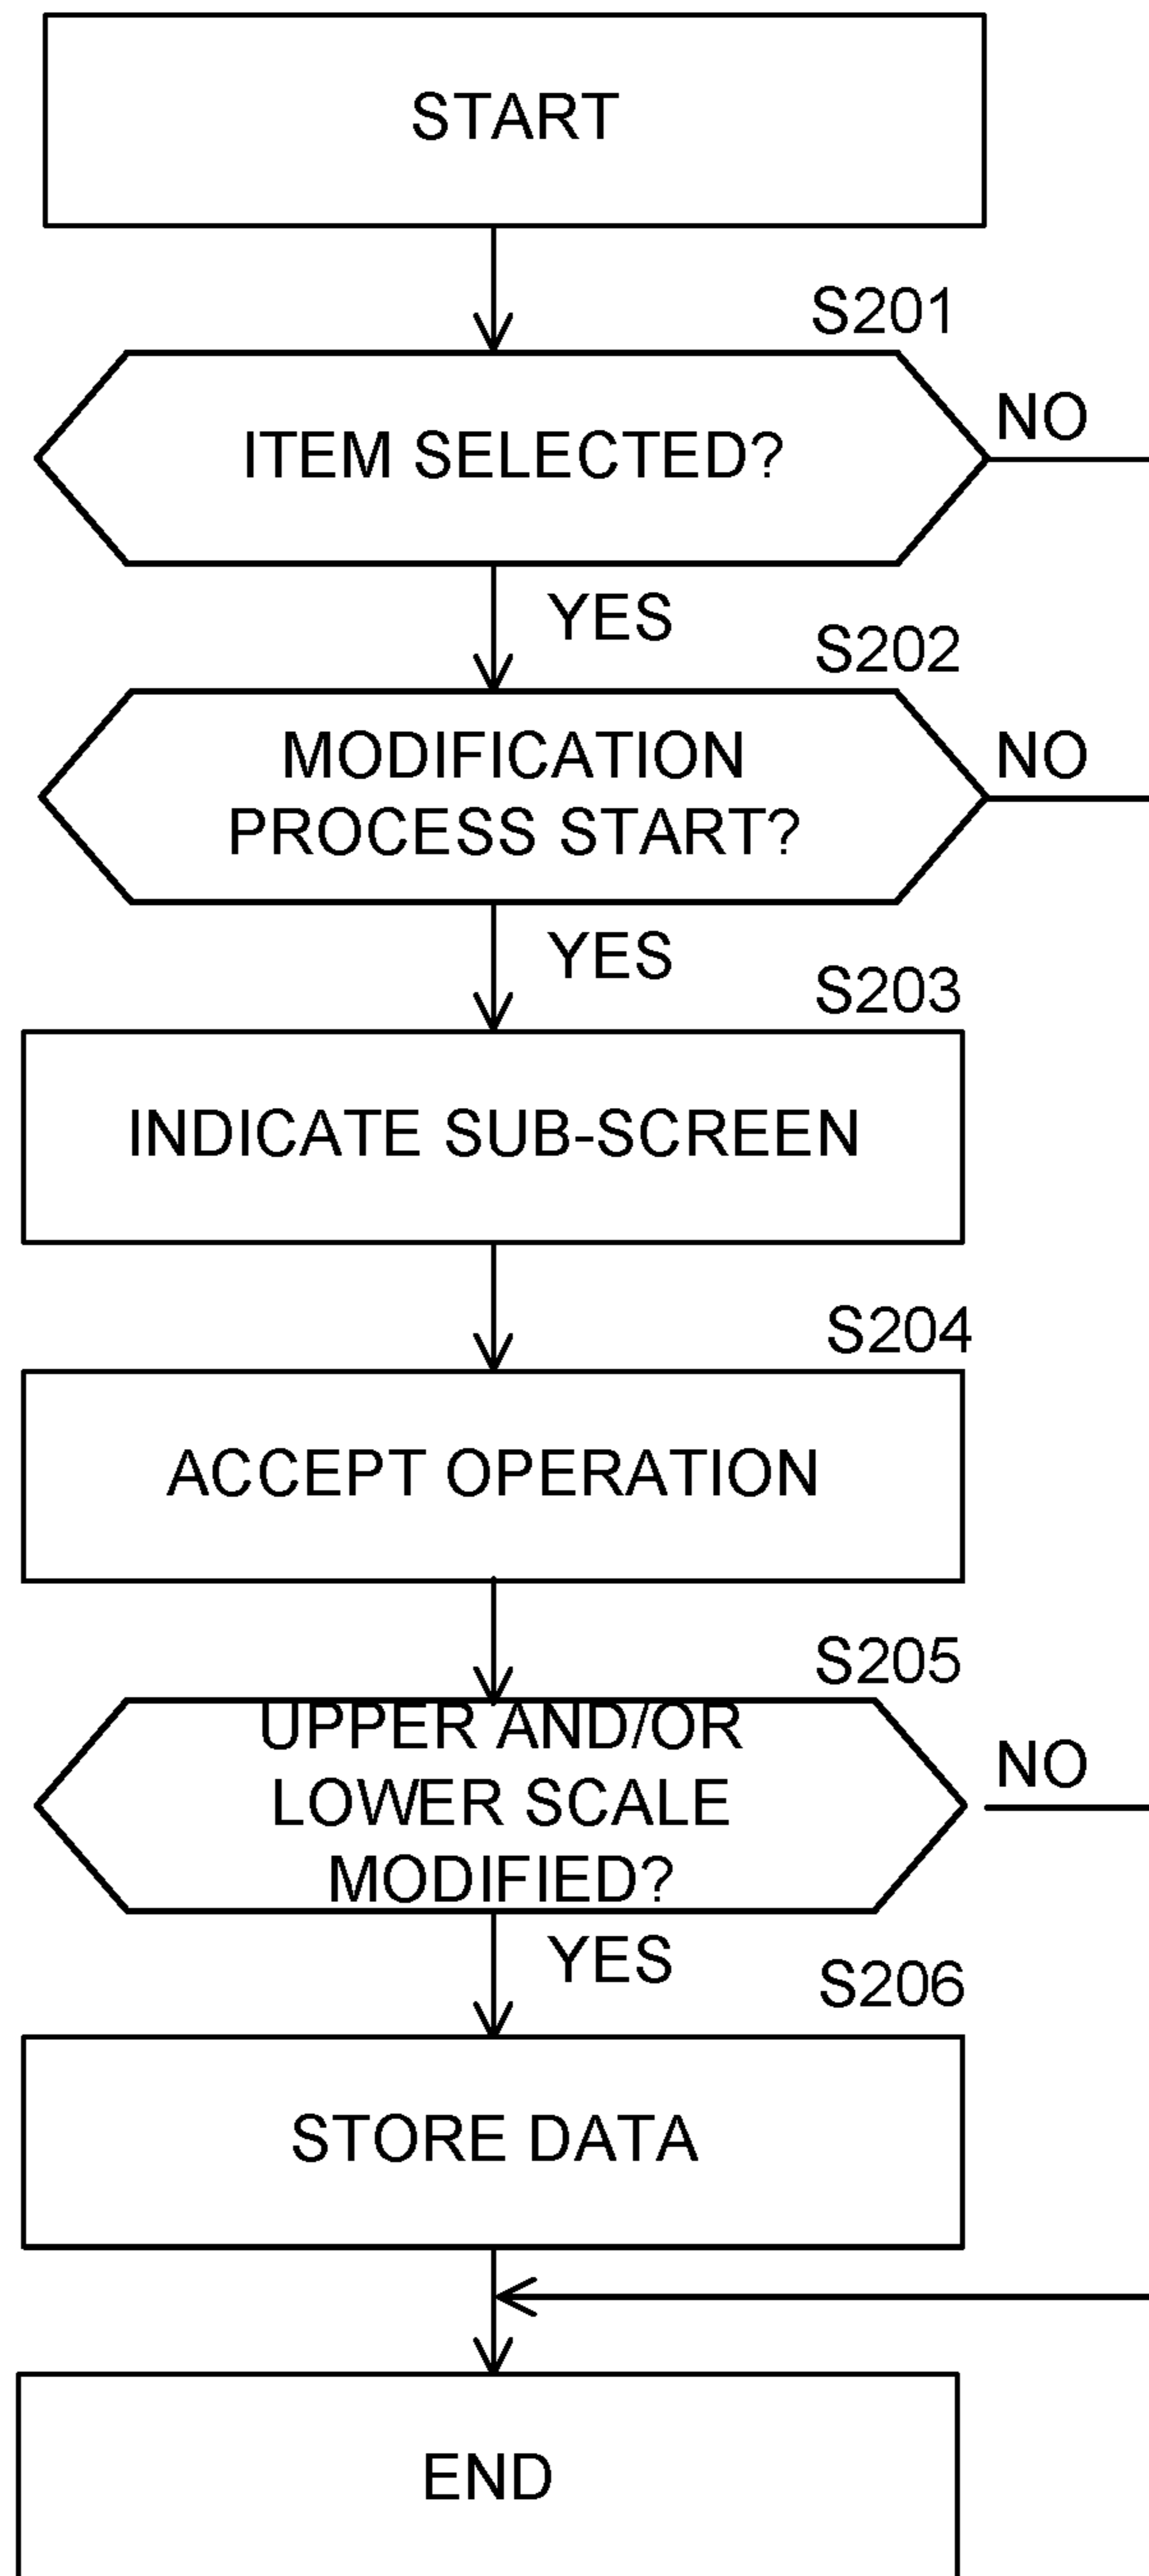 START
S201
ITEM SELECTED?
NO
YES
S202
MODIFICATION
PROCESS START?
NO
YES
S203
INDICATE SUB-SCREEN
S204
ACCEPT OPERATION
S205
UPPER AND/OR
LOWER SCALE
MODIFIED?
NO
YES
S206
STORE DATA
END